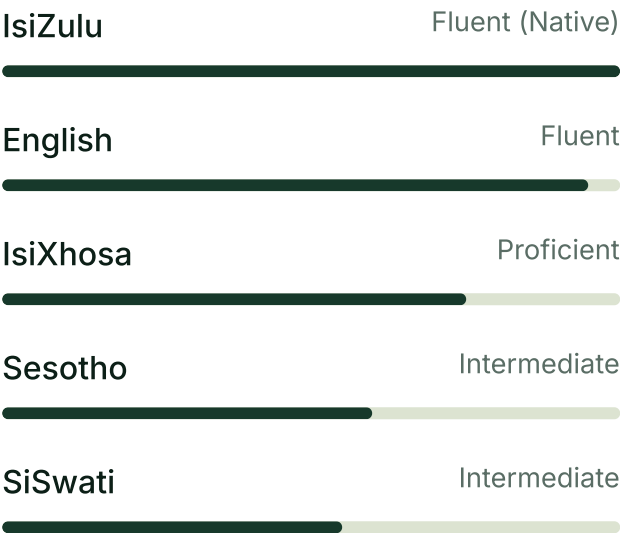 IsiZulu Fluent (Native)
English Fluent
IsiXhosa Proficient
Sesotho Intermediate
SiSwati Intermediate